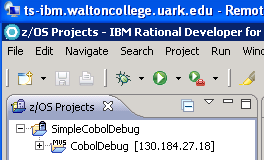 ts-ibm.waltoncollege.uark.edu - Remot
z/OS Projects - IBM Rational Developer for
File Edit Navigate Search Project Run
z/OS Projects
SimpleCobolDebug
MVS CobolDebug [130.184.27.18]